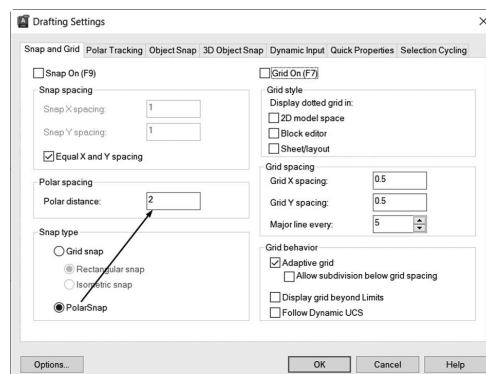 Drafting Settings
Snap and Grid Polar Tracking Object Snap 3D Object Snap Dynamic Input Quick Properties Selection Cycling
Snap On (F9)
Snap spacing
Snap X spacing: 1
Snap Y spacing: 1
Equal X and Y spacing
Polar spacing
Polar distance: 2
Snap type
Grid snap
Rectangular snap
Isometric snap
PolarSnap
Grid On (F7)
Grid style
Display dotted grid in:
2D model space
Block editor
Sheet/layout
Grid spacing
Grid X spacing: 0.5
Grid Y spacing: 0.5
Major line every: 5
Grid behavior
Adaptive grid
Allow subdivision below grid spacing
Display grid beyond Limits
Follow Dynamic UCS
Options... OK Cancel Help